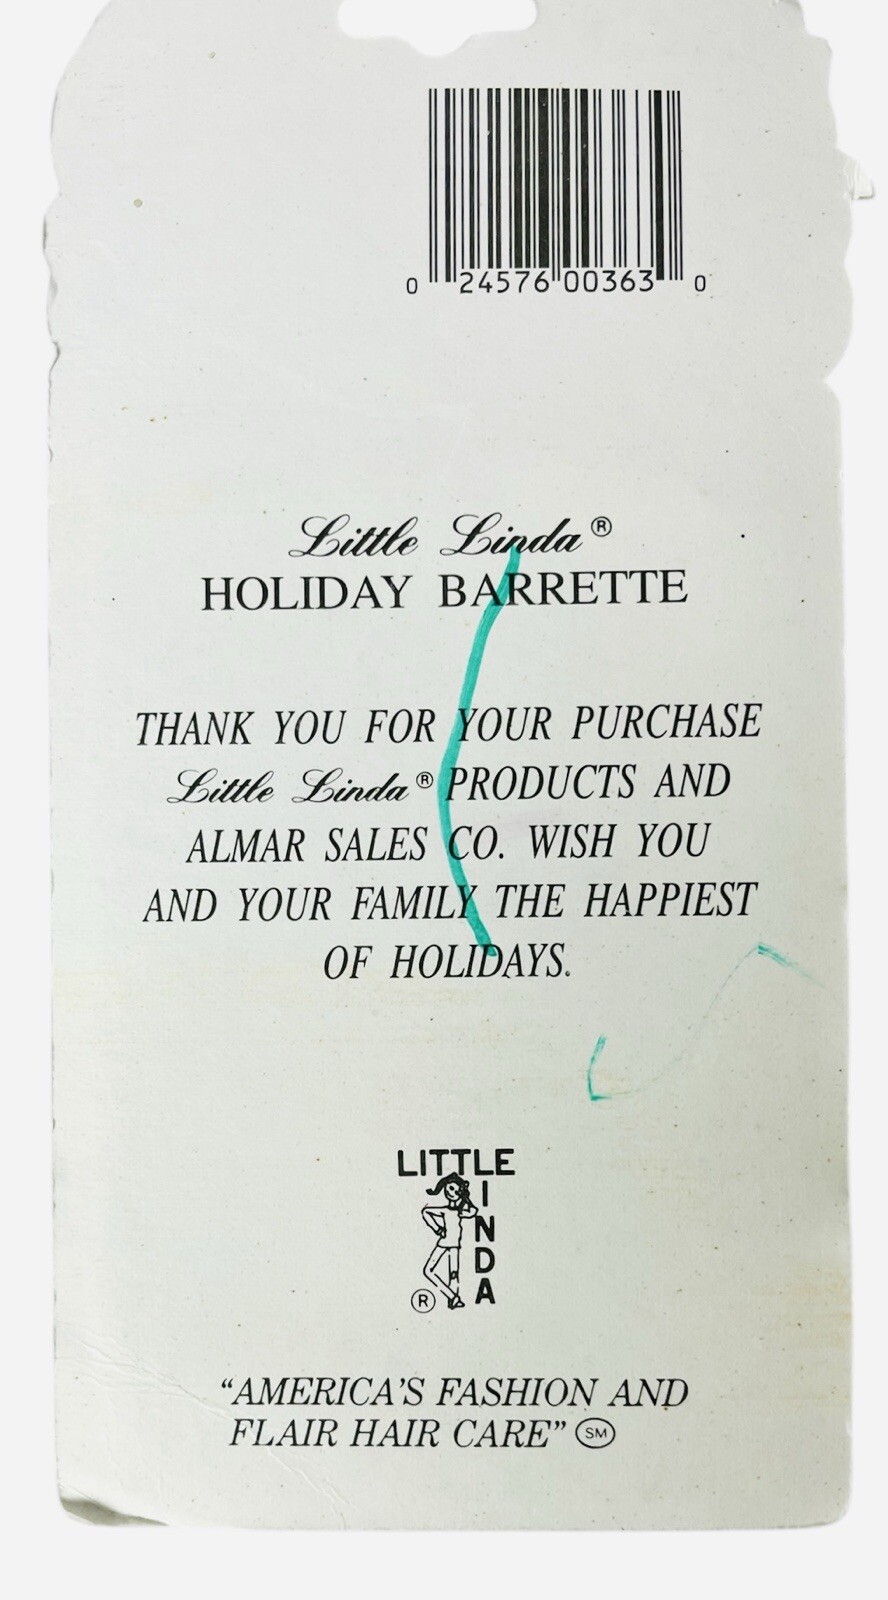 0 24576 00363 0
Little Linda®
HOLIDAY BARRETTE
THANK YOU FOR YOUR PURCHASE
Little Linda® PRODUCTS AND
ALMAR SALES CO. WISH YOU
AND YOUR FAMILY THE HAPPIEST
OF HOLIDAYS.
LITTLE
LINDA
®
"AMERICA'S FASHION AND
FLAIR HAIR CARE" ℠